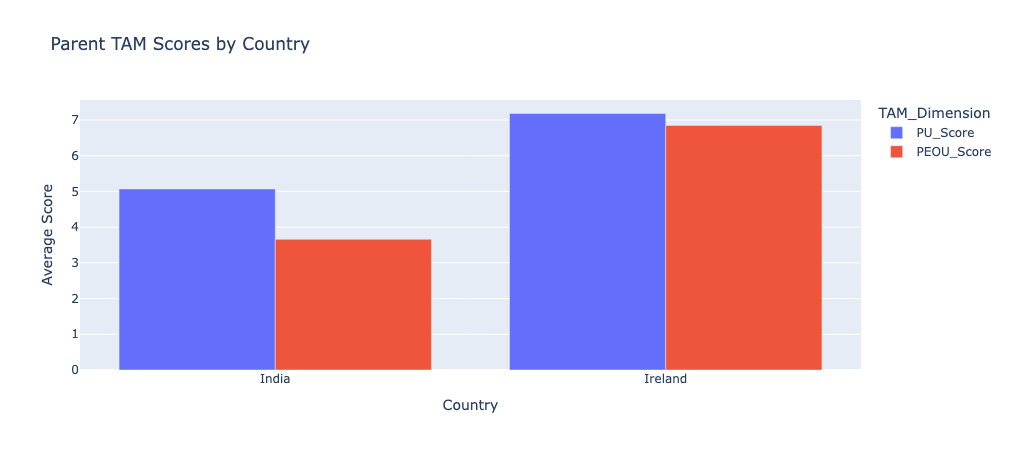 Parent TAM Scores by Country
TAM_Dimension
PU_Score
PEOU_Score
Average Score
7
6
5
4
3
2
1
0
India
Ireland
Country